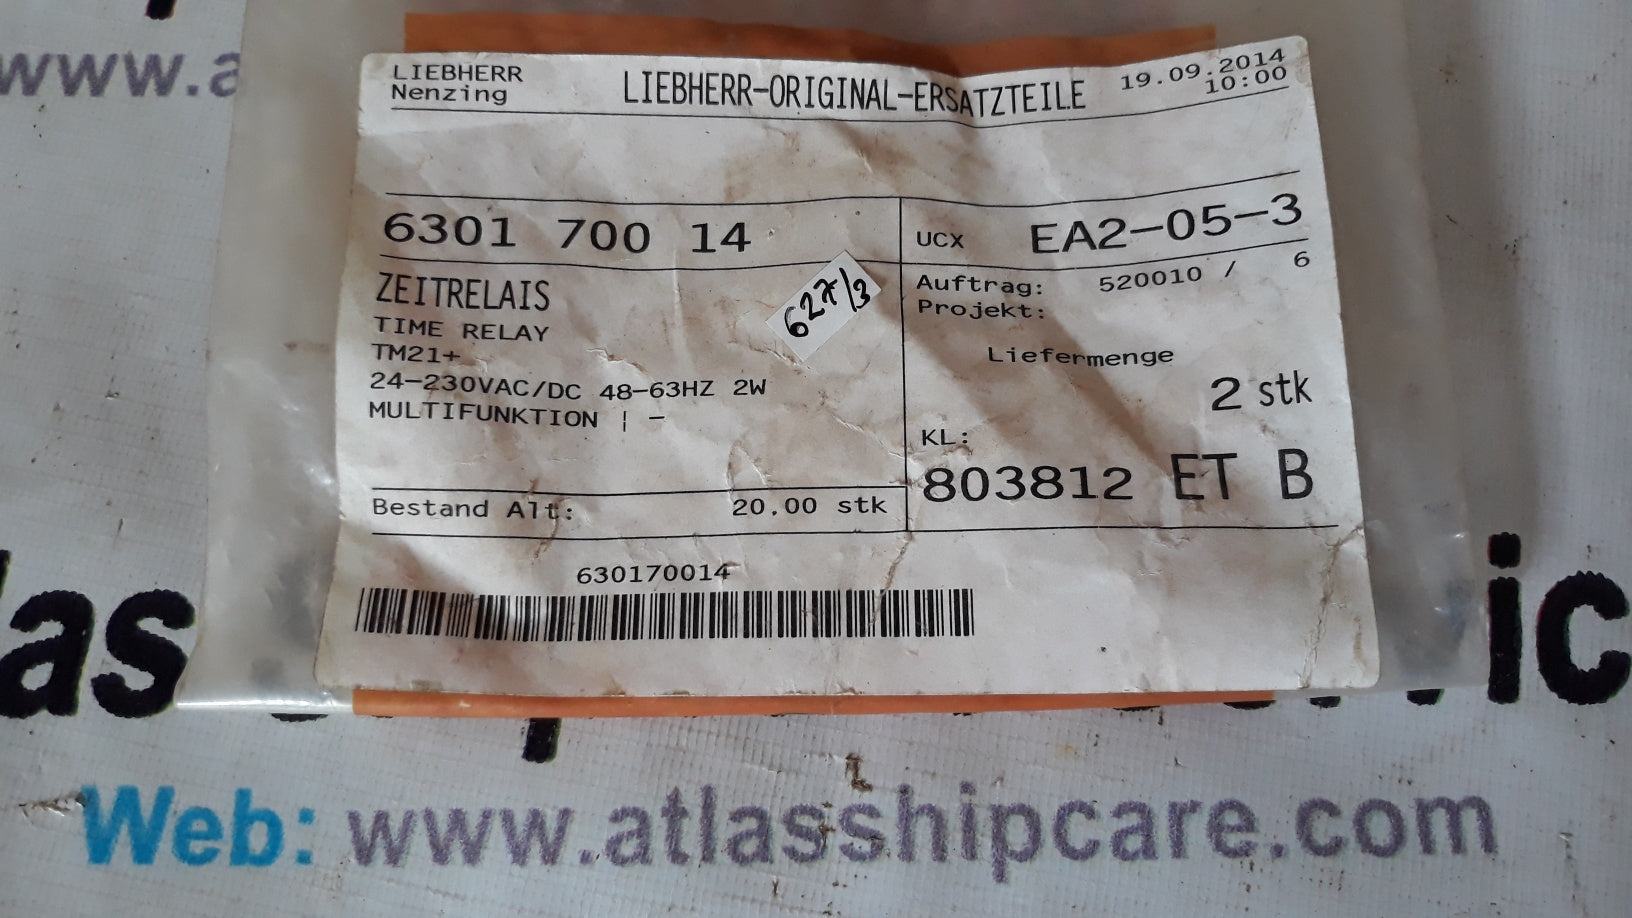 www.a
LIEBHERR
Nenzing
LIEBHERR-ORIGINAL-ERSATZTEILE
19.09.2014
10:00
6301 700 14
UCX EA2-05-3
ZEITRELAIS
TIME RELAY
TM21+
24-230VAC/DC 48-63HZ 2W
MULTIFUNKTION ¦ -
627/3
Auftrag: 520010 / 6
Projekt:
Liefermenge
2 stk
KL:
803812 ET B
Bestand Alt: 20.00 stk
630170014
las
ic
Web: www.atlasshipcare.com